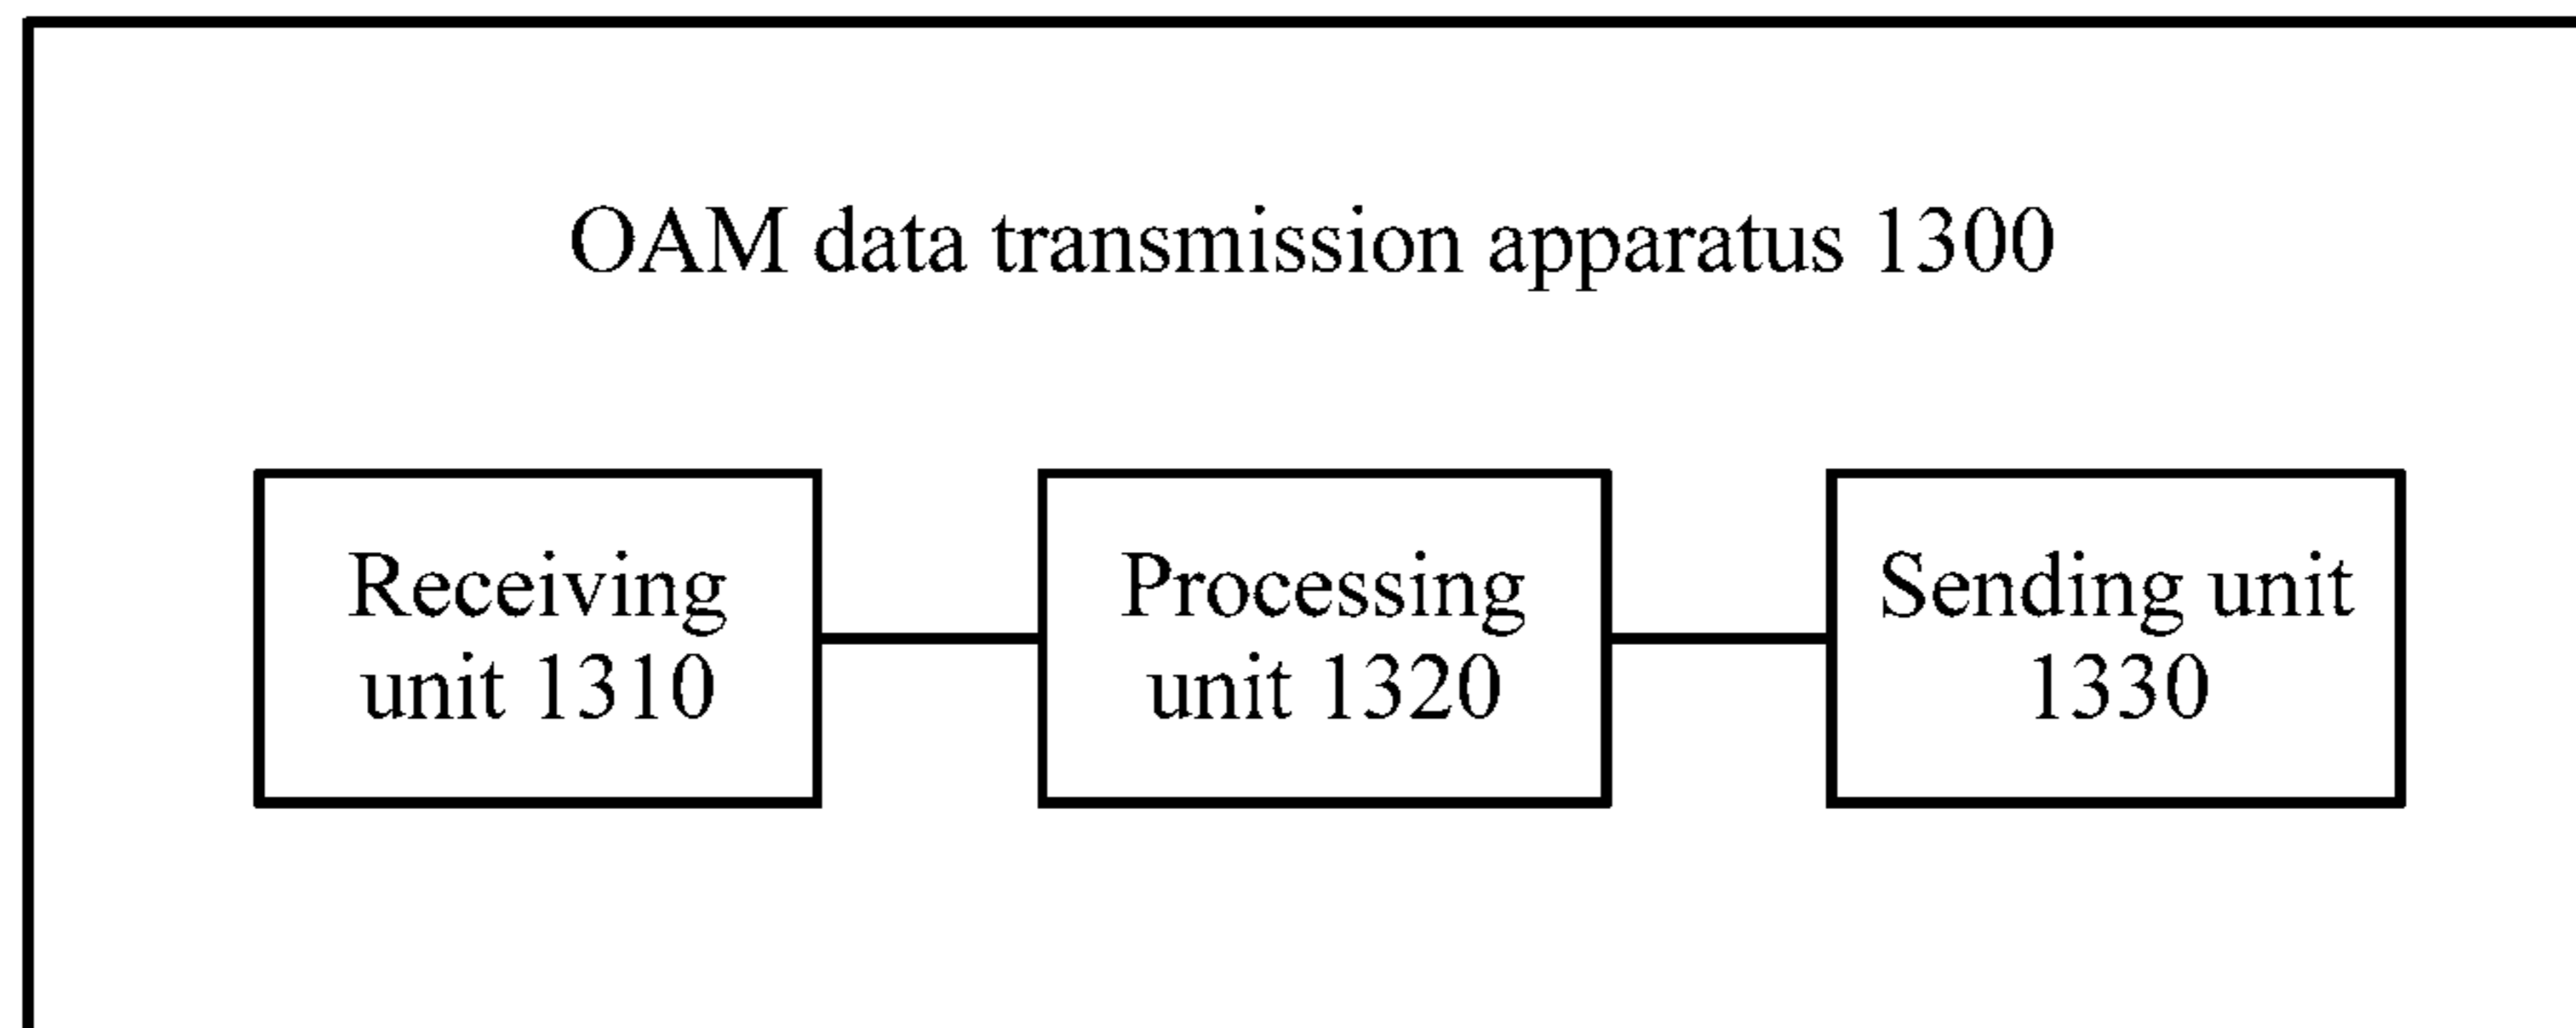 OAM data transmission apparatus 1300
Receiving
unit 1310
Processing
unit 1320
Sending unit
1330